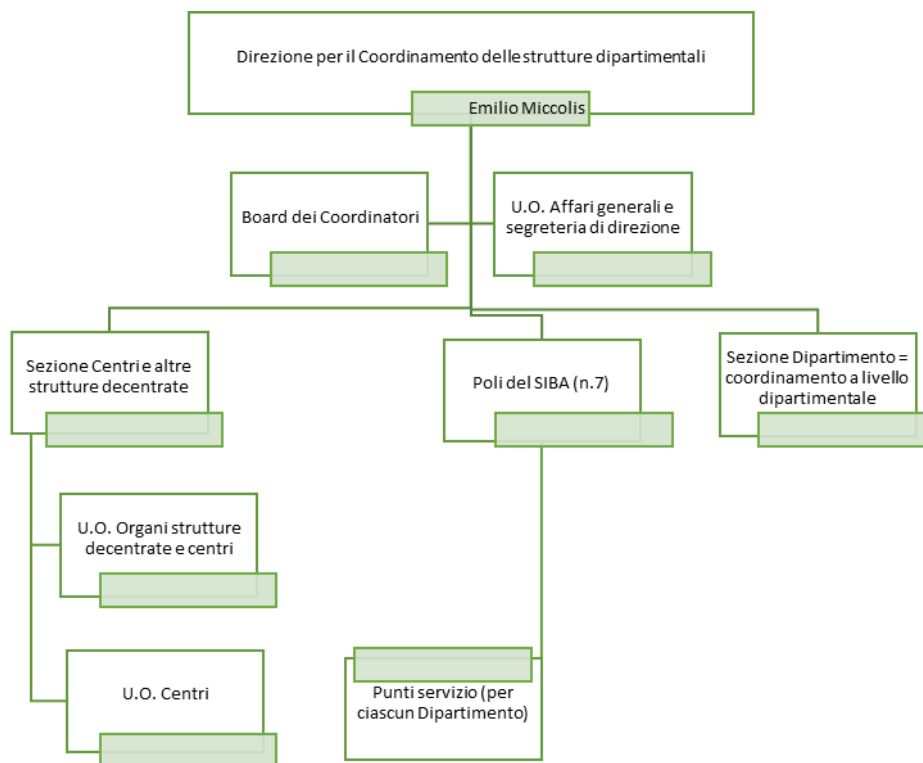 Direzione per il Coordinamento delle strutture dipartimentali
Emilio Miccolis
Board dei Coordinatori
U.O. Affari generali e
segreteria di direzione
Sezione Centri e altre
strutture decentrate
Poli del SIBA (n.7)
Sezione Dipartimento =
coordinamento a livello
dipartimentale
U.O. Organi strutture
decentrate e centri
U.O. Centri
Punti servizio (per
ciascun Dipartimento)